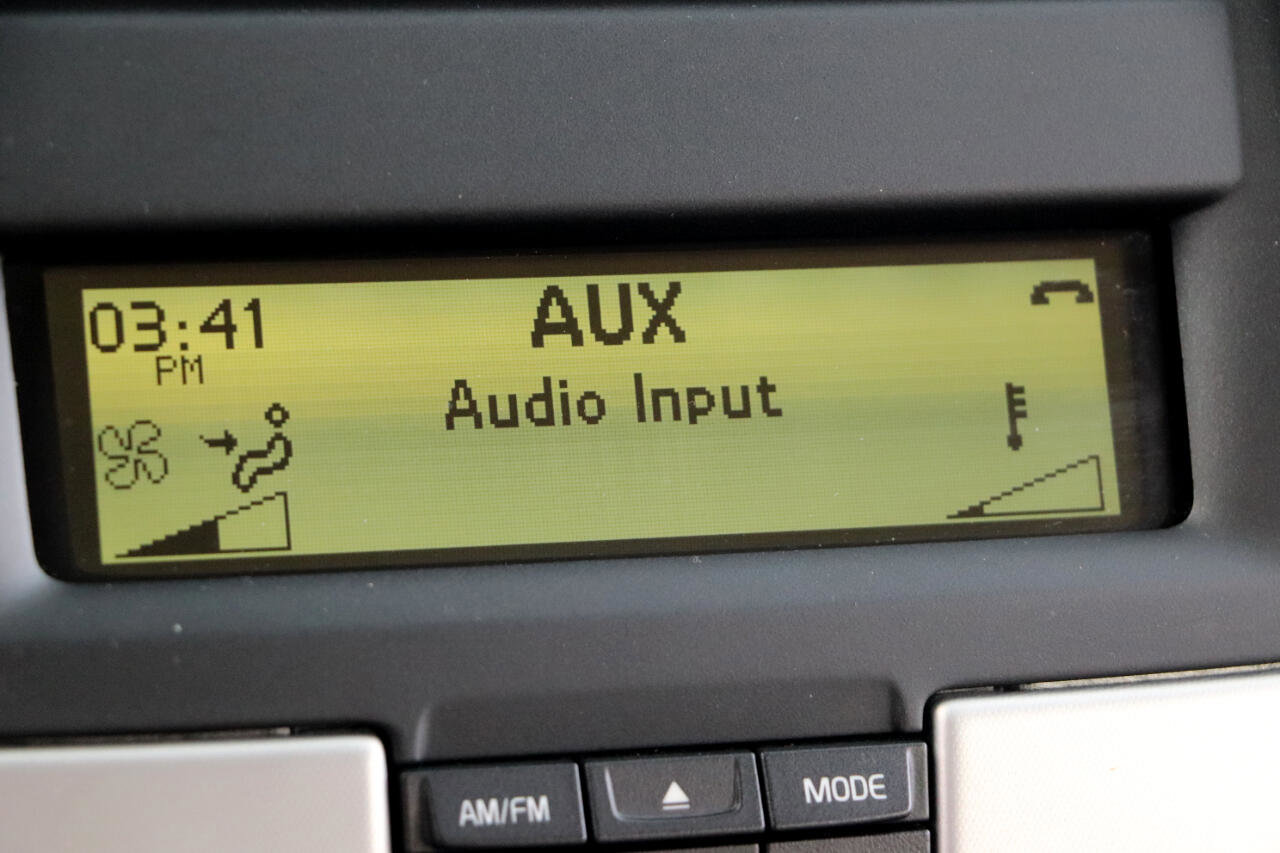 03:41
PM
AUX
Audio Input
AM/FM
MODE